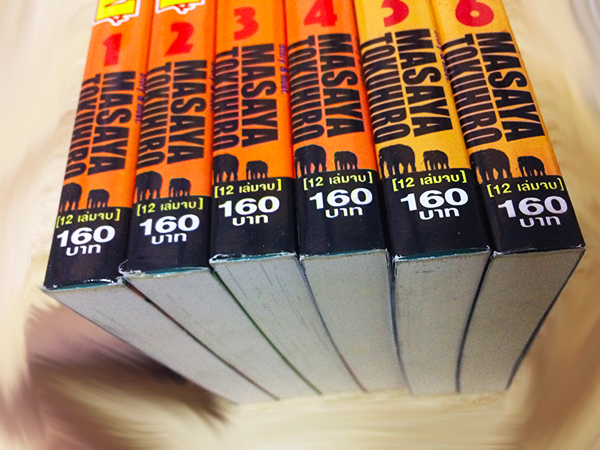 1
MASAYA
TOKUHIRO
[12 เล่มจบ]
160
บาท
2
MASAYA
TOKUHIRO
[12 เล่มจบ]
160
บาท
3
MASAYA
TOKUHIRO
[12 เล่มจบ]
160
บาท
4
MASAYA
TOKUHIRO
[12 เล่มจบ]
160
บาท
5
MASAYA
TOKUHIRO
[12 เล่มจบ]
160
บาท
6
MASAYA
TOKUHIRO
[12 เล่มจบ]
160
บาท